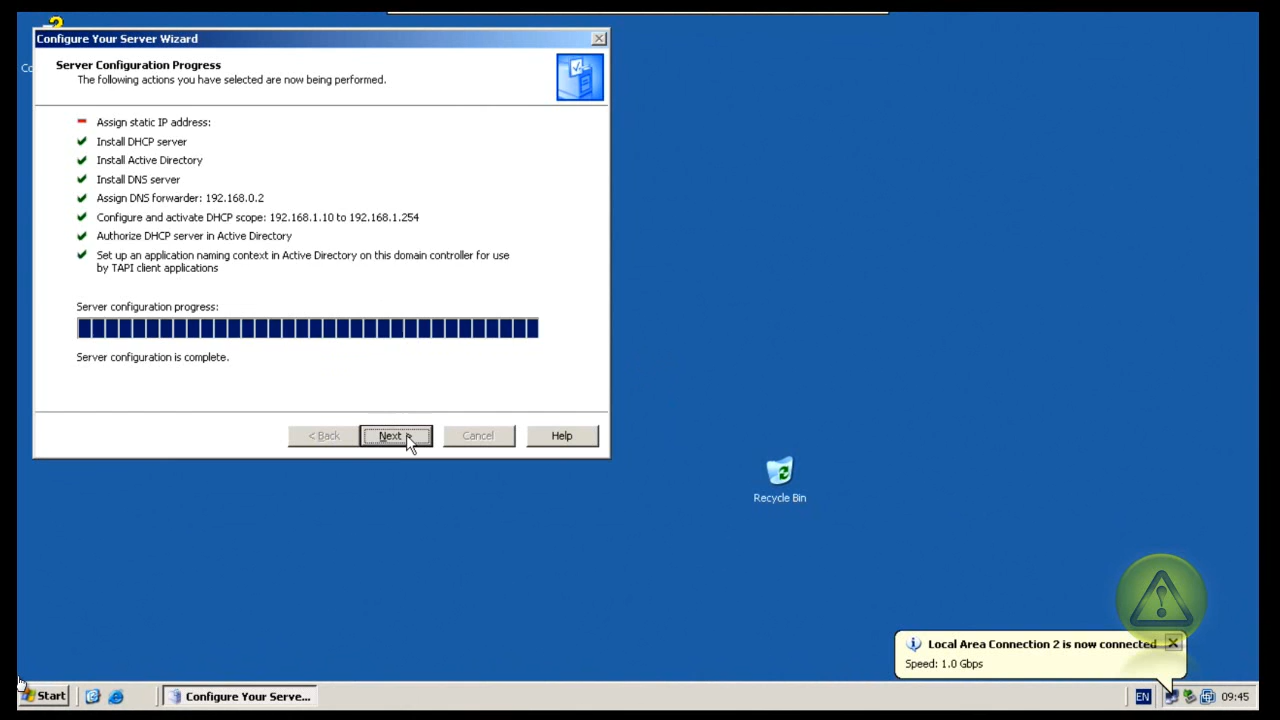 Configure Your Server Wizard
Server Configuration Progress
The following actions you have selected are now being performed.
Assign static IP address:
Install DHCP server
Install Active Directory
Install DNS server
Assign DNS forwarder: 192.168.0.2
Configure and activate DHCP scope: 192.168.1.10 to 192.168.1.254
Authorize DHCP server in Active Directory
Set up an application naming context in Active Directory on this domain controller for use
by TAPI client applications
Server configuration progress:
Server configuration is complete.
< Back
Next >
Cancel
Help
Recycle Bin
Local Area Connection 2 is now connected
Speed: 1.0 Gbps
Start
Configure Your Serve...
EN
09:45